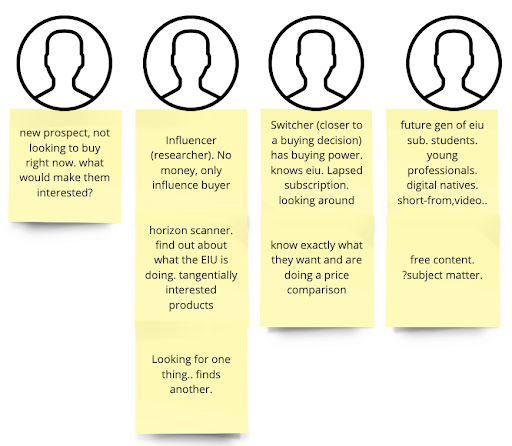 new prospect, not
looking to buy
right now. what
would make them
interested?
Influencer
(researcher). No
money, only
influence buyer
horizon scanner.
find out about
what the EIU is
doing. tangentially
interested
products
Looking for one
thing.. finds
another.
Switcher (closer to
a buying decision)
has buying power.
knows eiu. Lapsed
subscription.
looking around
know exactly what
they want and are
doing a price
comparison
future gen of eiu
sub. students.
young
professionals.
digital natives.
short-from,video..
free content.
?subject matter.